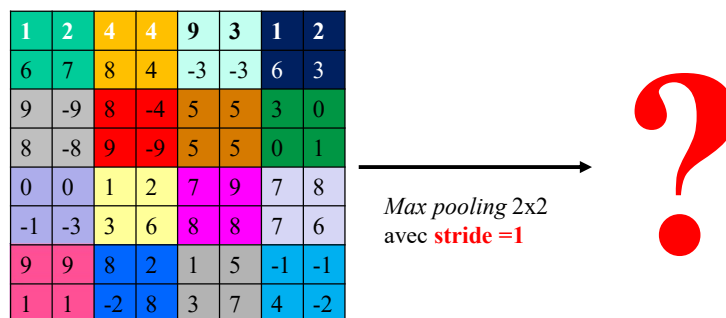 1 2 4 4 9 3 1 2
6 7 8 4 -3 -3 6 3
9 -9 8 -4 5 5 3 0
8 -8 9 -9 5 5 0 1
0 0 1 2 7 9 7 8
-1 -3 3 6 8 8 7 6
9 9 8 2 1 5 -1 -1
1 1 -2 8 3 7 4 -2
Max pooling 2x2
avec stride =1
?